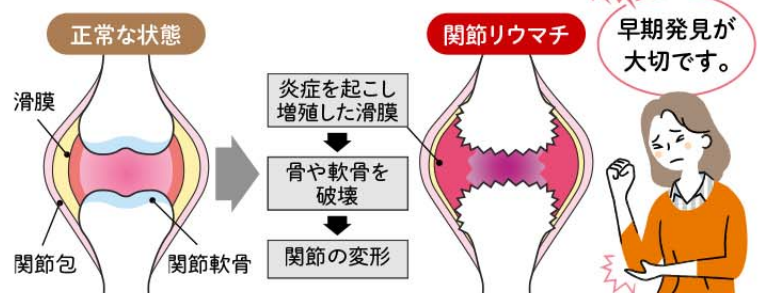 正常な状態
滑膜
関節包
関節軟骨
炎症を起こし
増殖した滑膜
骨や軟骨を
破壊
関節の変形
関節リウマチ
早期発見が
大切です。